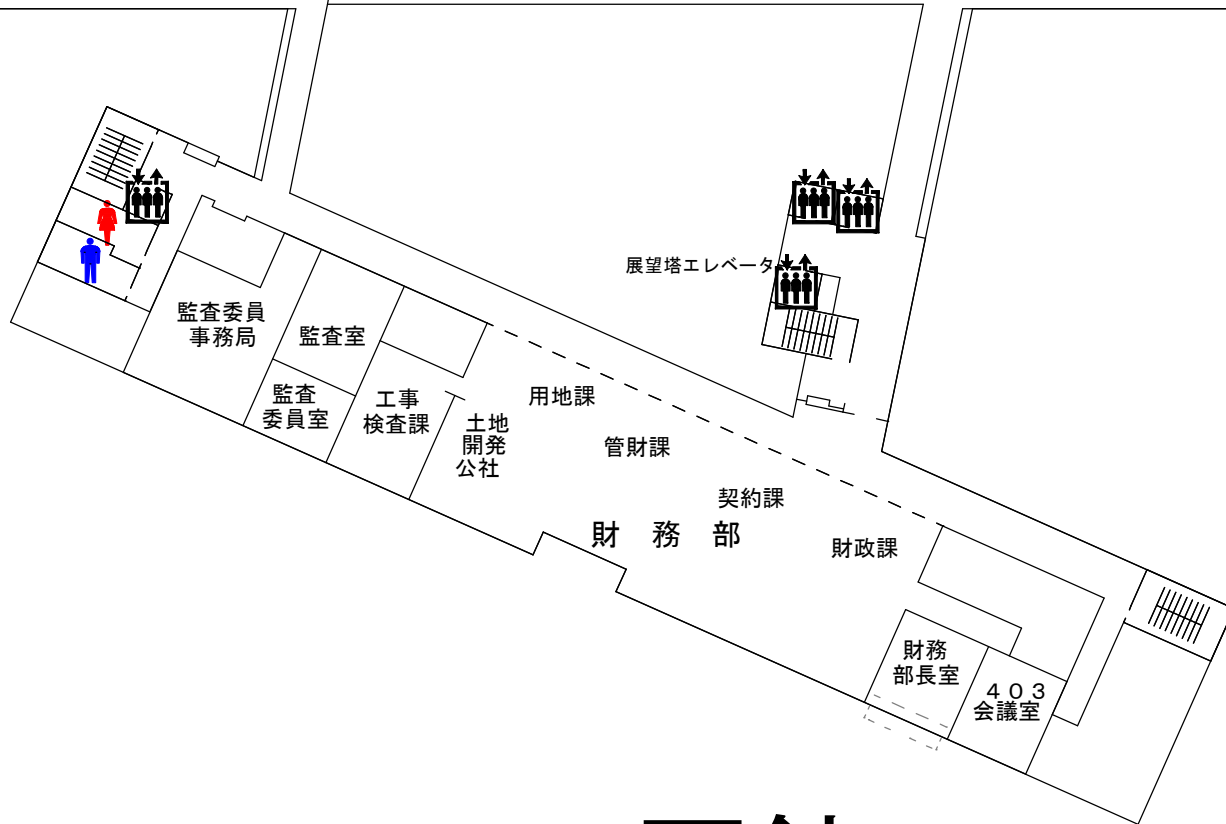 展望塔エレベータ
監査委員
事務局
監査室
監査
委員室
工事
検査課
土地
開発
公社
用地課
管財課
契約課
財務部
財政課
財務
部長室
４０３
会議室